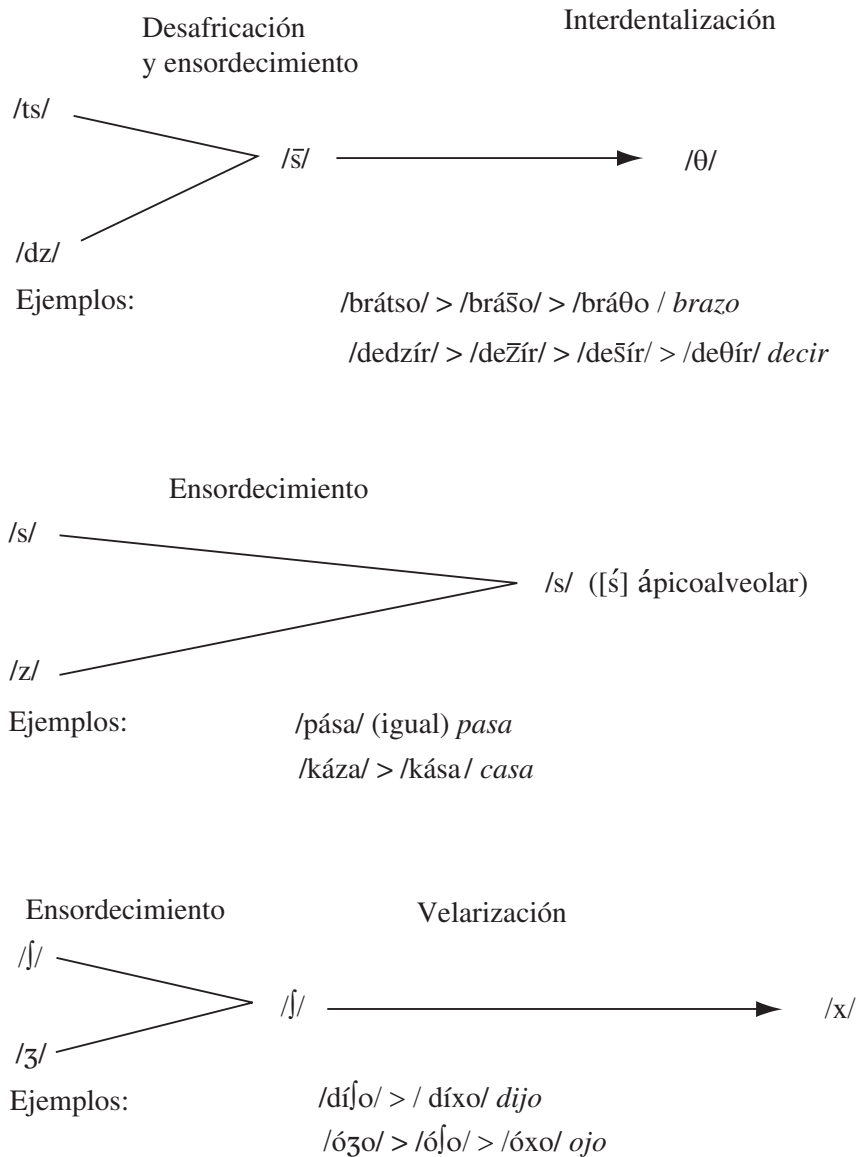 Desafricación
y ensordecimiento
Interdentalización
/ts/
/s̄/
/θ/
/dz/
Ejemplos:
/brátso/ > /brás̄o/ > /bráθo / brazo
/dedzír/ > /dez̄ír/ > /des̄ír/ > /deθír/ decir
Ensordecimiento
/s/
/s/ ([ś] ápicoalveolar)
/z/
Ejemplos:
/pása/ (igual) pasa
/káza/ > /kása/ casa
Ensordecimiento
Velarización
/ʃ/
/ʃ/
/x/
/ʒ/
Ejemplos:
/díʃo/ > / díxo/ dijo
/óʒo/ > /óʃo/ > /óxo/ ojo